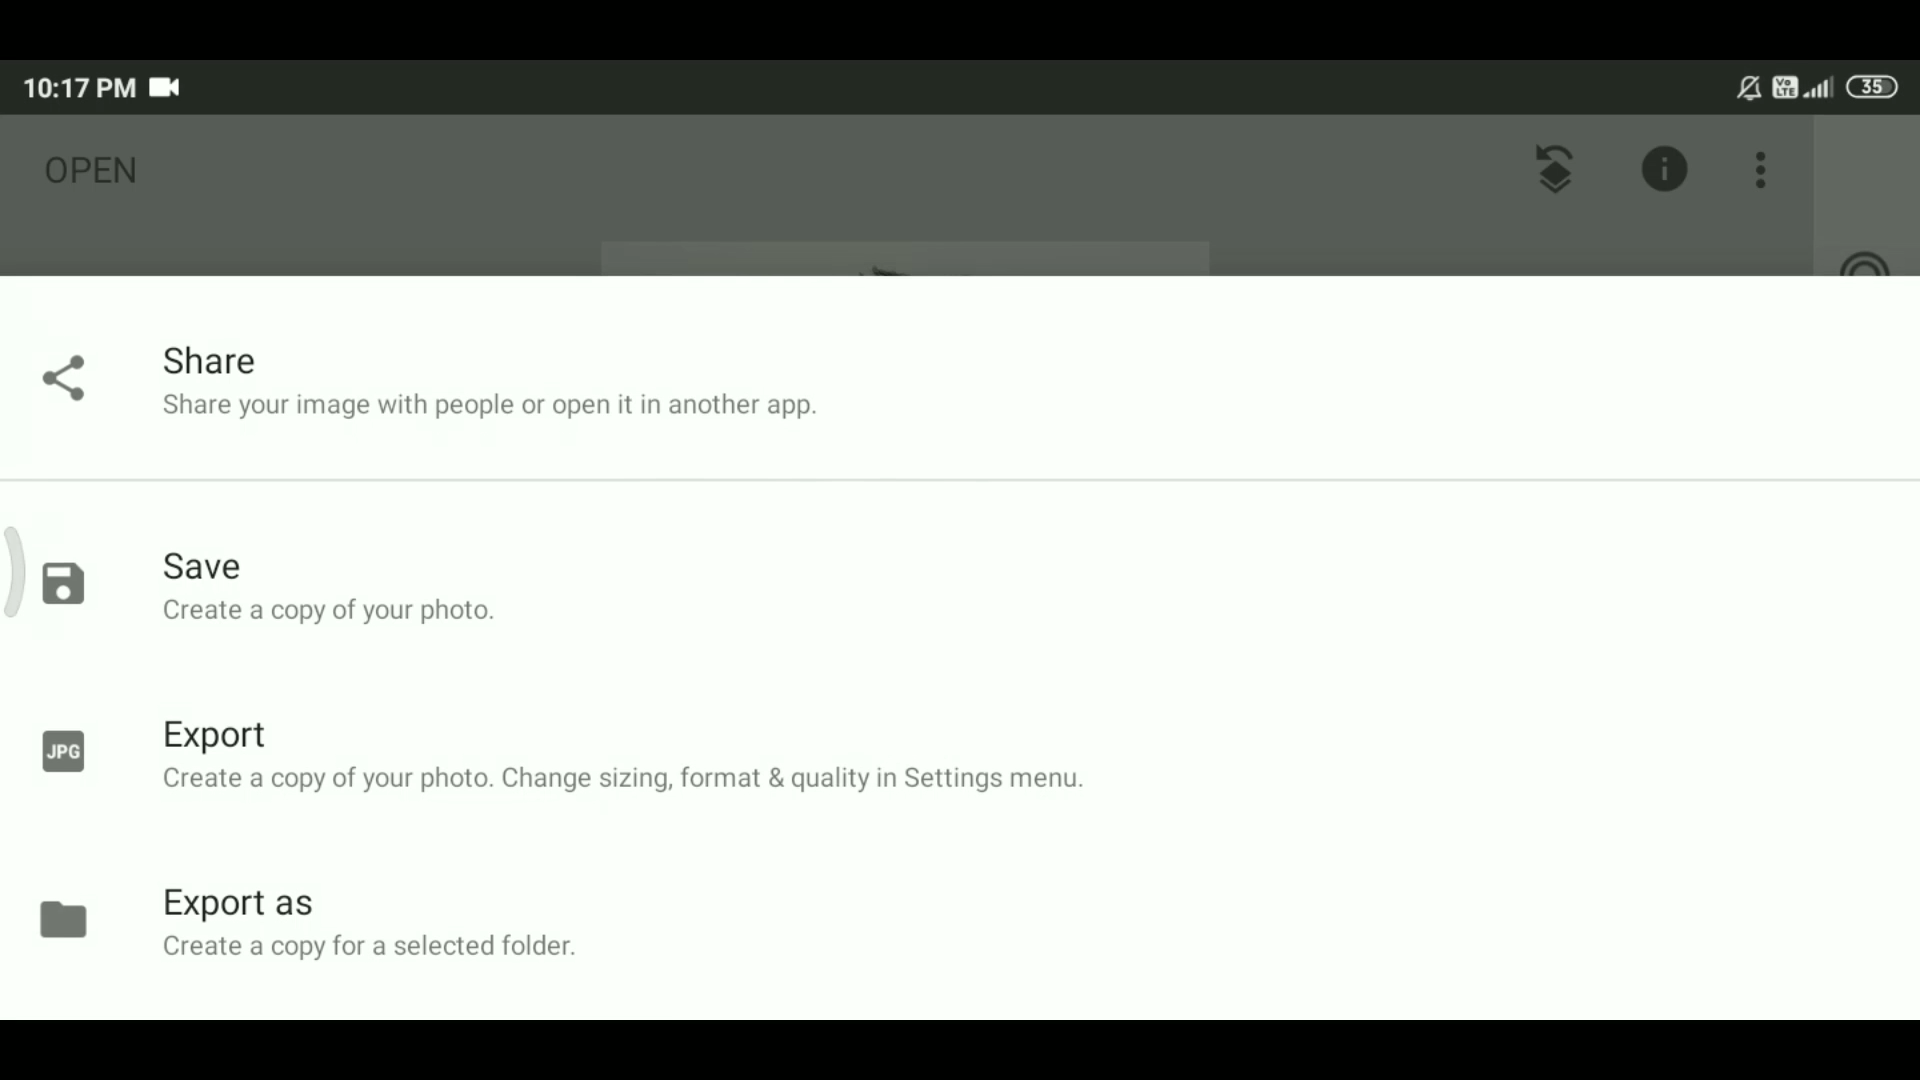 10:17 PM
Vo LTE
35
OPEN
Share
Share your image with people or open it in another app.
Save
Create a copy of your photo.
JPG
Export
Create a copy of your photo. Change sizing, format & quality in Settings menu.
Export as
Create a copy for a selected folder.